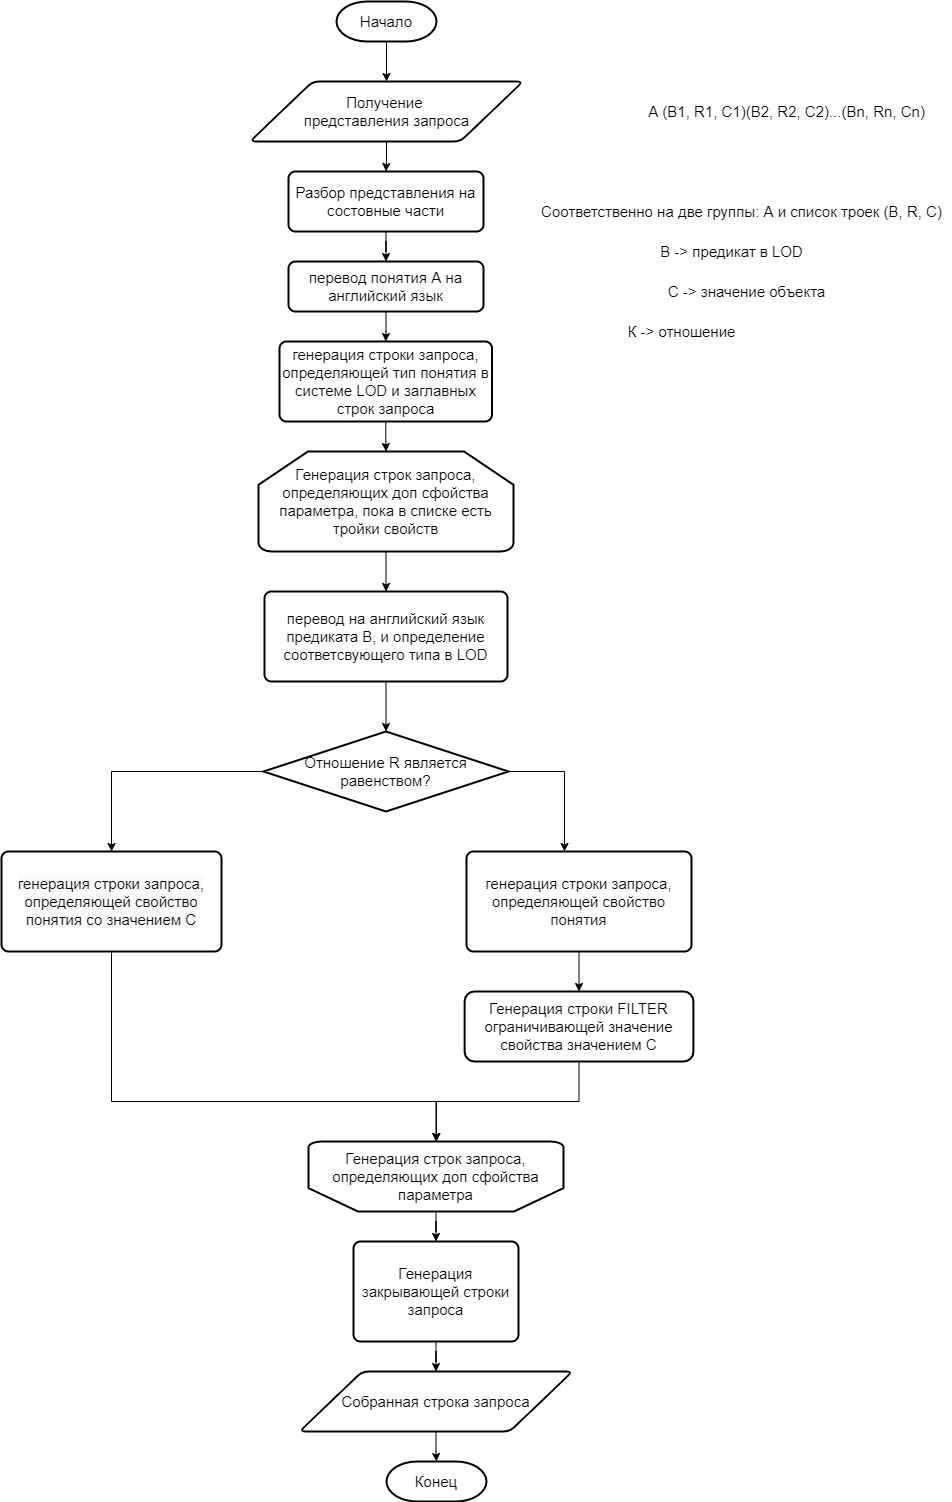 Начало
Получение
представления запроса
A (B1, R1, C1)(B2, R2, C2)...(Bn, Rn, Cn)
Разбор представления на
состовные части
Соответственно на две группы: А и список троек (B, R, C)
B -> предикат в LOD
перевод понятия А на
английский язык
C -> значение объекта
К -> отношение
генерация строки запроса,
определяющей тип понятия в
системе LOD и заглавных
строк запроса
Генерация строк запроса,
определяющих доп сфойства
параметра, пока в списке есть
тройки свойств
перевод на английский язык
предиката B, и определение
соответсвующего типа в LOD
Отношение R является
равенством?
генерация строки запроса,
определяющей свойство
понятия со значением С
генерация строки запроса,
определяющей свойство
понятия
Генерация строки FILTER
ограничивающей значение
свойства значением С
Генерация строк запроса,
определяющих доп сфойства
параметра
Генерация
закрывающей строки
запроса
Собранная строка запроса
Конец